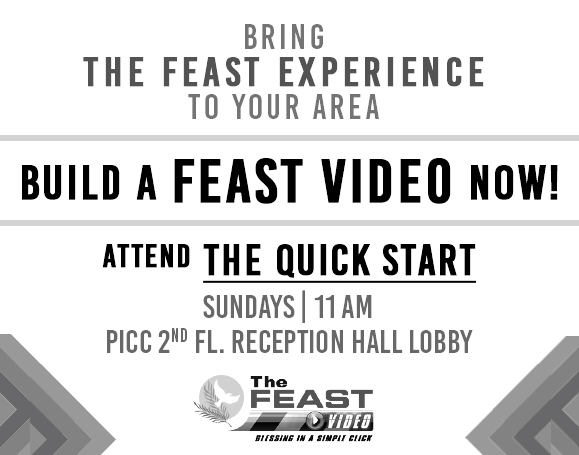 BRING
THE FEAST EXPERIENCE
TO YOUR AREA
BUILD A FEAST VIDEO NOW!
ATTEND THE QUICK START
SUNDAYS | 11 AM
PICC 2ND FL. RECEPTION HALL LOBBY
The
FEAST
VIDEO
BLESSING IN A SIMPLE CLICK